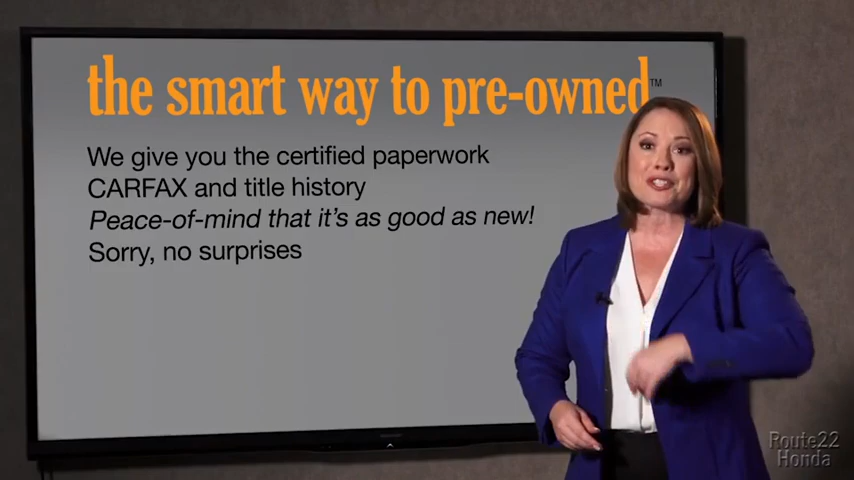 the smart way to pre-owned™
We give you the certified paperwork
CARFAX and title history
Peace-of-mind that it's as good as new!
Sorry, no surprises
Route22
Honda